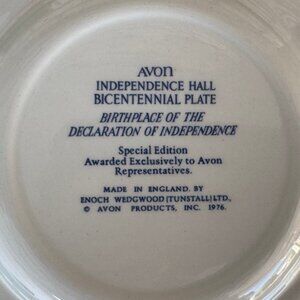 AVON
INDEPENDENCE HALL
BICENTENNIAL PLATE
BIRTHPLACE OF THE
DECLARATION OF INDEPENDENCE
Special Edition
Awarded Exclusively to Avon
Representatives.
MADE IN ENGLAND. BY
ENOCH WEDGWOOD (TUNSTALL) LTD.,
© AVON PRODUCTS, INC. 1976.